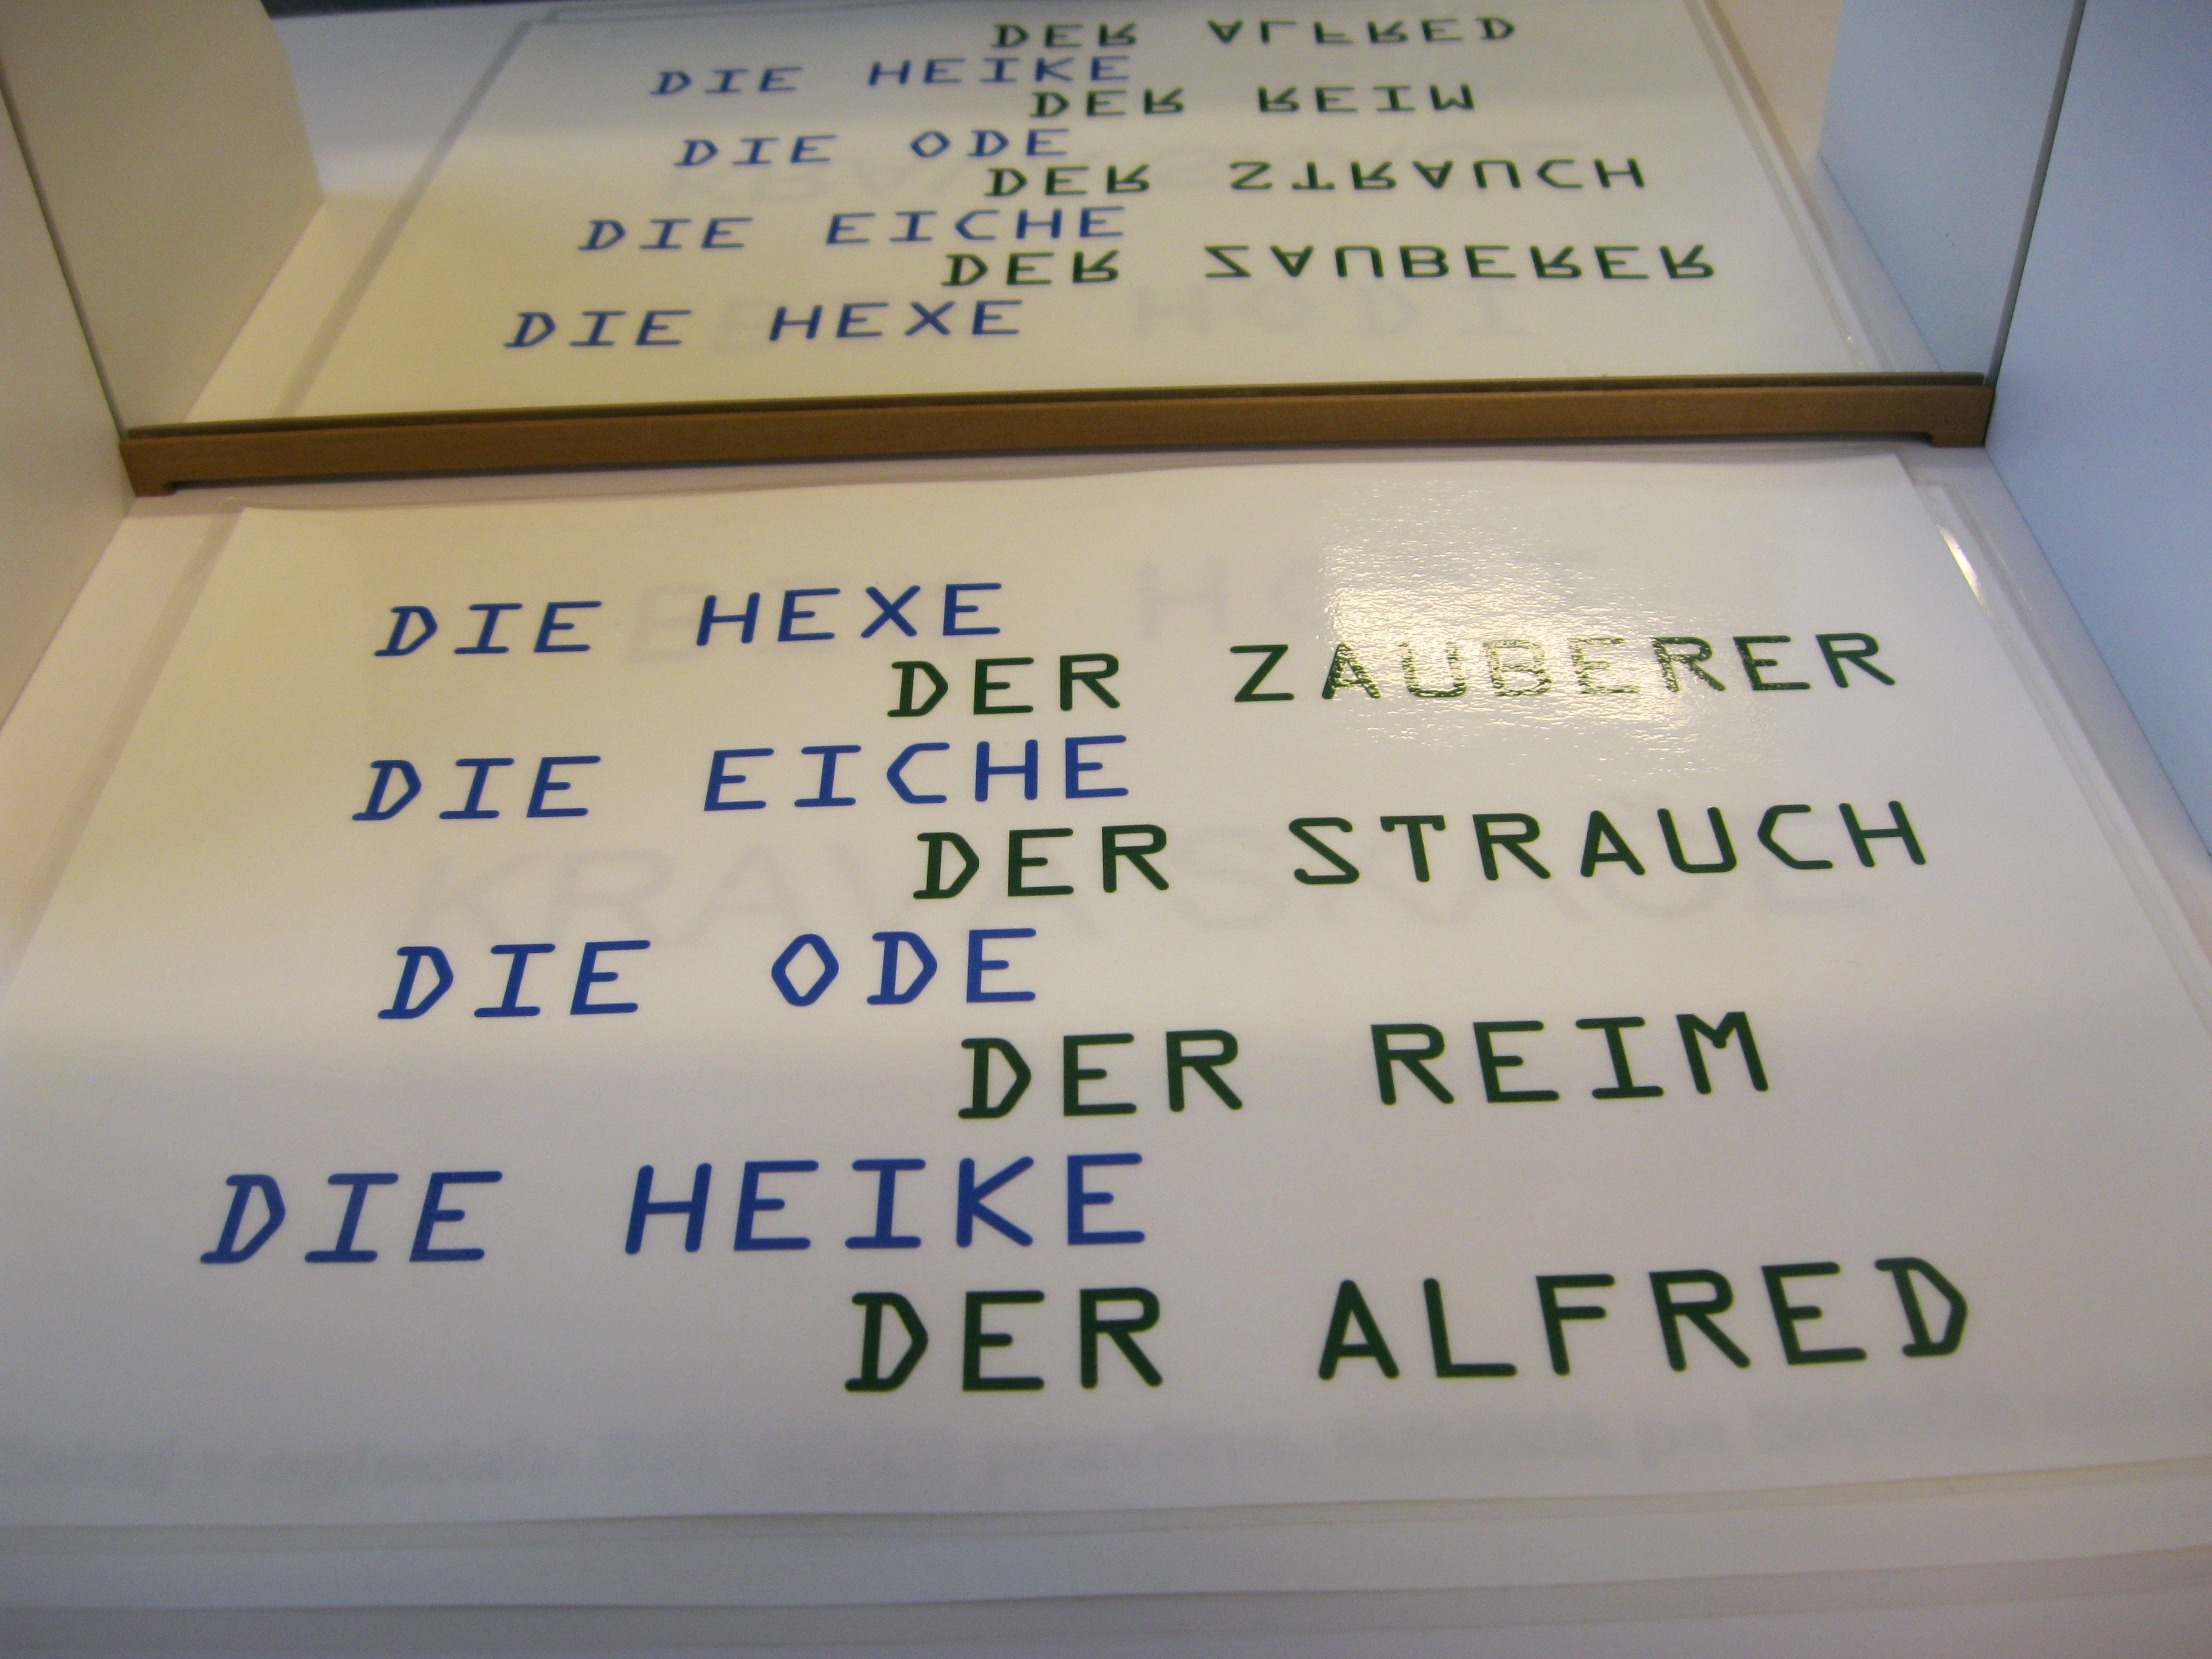 DIE HEXE
DER ZAUBERER
DIE EICHE
DER STRAUCH
DIE ODE
DER REIM
DIE HEIKE
DER ALFRED